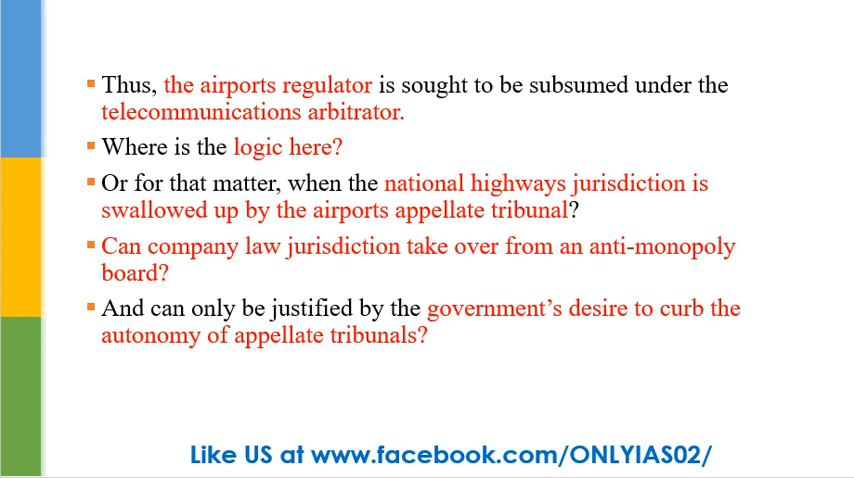 Thus, the airports regulator is sought to be subsumed under the
telecommunications arbitrator.
Where is the logic here?
Or for that matter, when the national highways jurisdiction is
swallowed up by the airports appellate tribunal?
Can company law jurisdiction take over from an anti-monopoly
board?
And can only be justified by the government's desire to curb the
autonomy of appellate tribunals?
Like US at www.facebook.com/ONLYIAS02/